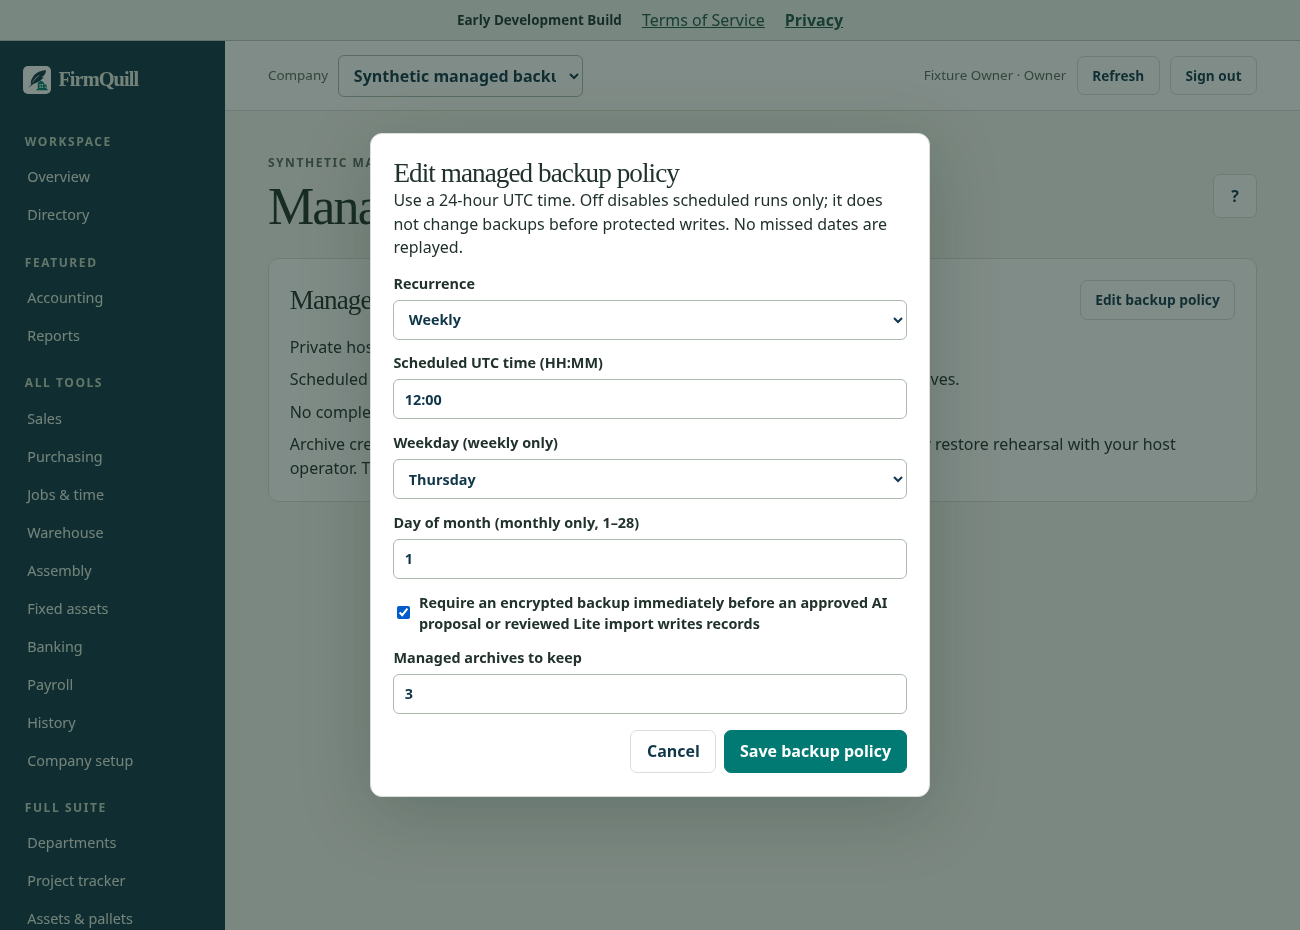 Early Development Build Terms of Service Privacy
FirmQuill
Company Synthetic managed backu Fixture Owner · Owner Refresh Sign out
WORKSPACE
Overview
Directory
FEATURED
Accounting
Reports
ALL TOOLS
Sales
Purchasing
Jobs & time
Warehouse
Assembly
Fixed assets
Banking
Payroll
History
Company setup
FULL SUITE
Departments
Project tracker
Assets & pallets
SYNTHETIC MA
Mana
?
Manage
Edit backup policy
Private hos
Scheduled ves.
No comple
Archive cre restore rehearsal with your host
operator. T
Edit managed backup policy
Use a 24-hour UTC time. Off disables scheduled runs only; it does
not change backups before protected writes. No missed dates are
replayed.
Recurrence
Weekly
Scheduled UTC time (HH:MM)
12:00
Weekday (weekly only)
Thursday
Day of month (monthly only, 1–28)
1
Require an encrypted backup immediately before an approved AI
proposal or reviewed Lite import writes records
Managed archives to keep
3
Cancel Save backup policy